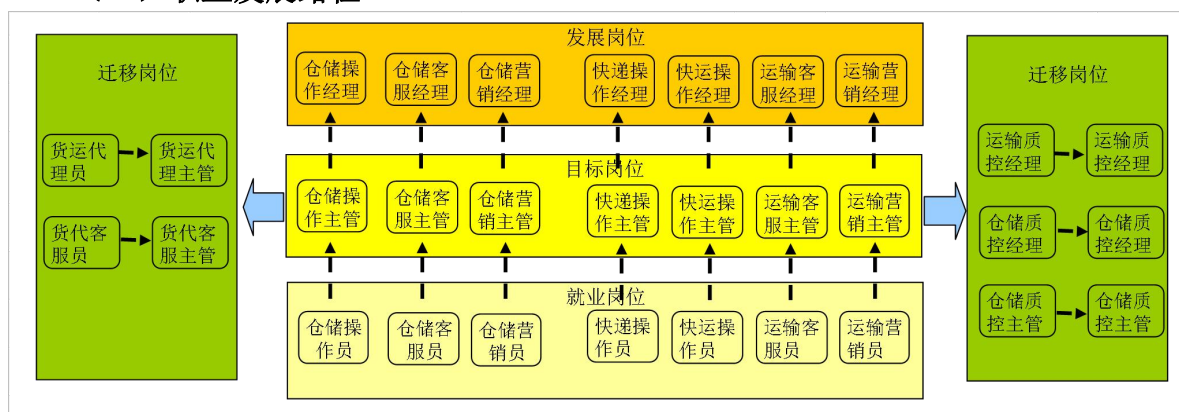 迁移岗位
货运代
理员
货运代
理主管
货代客
服员
货代客
服主管
发展岗位
仓储操
作经理
仓储客
服经理
仓储营
销经理
快递操
作经理
快运操
作经理
运输客
服经理
运输营
销经理
目标岗位
仓储操
作主管
仓储客
服主管
仓储营
销主管
快递操
作主管
快运操
作主管
运输客
服主管
运输营
销主管
就业岗位
仓储操
作员
仓储客
服员
仓储营
销员
快递操
作员
快运操
作员
运输客
服员
运输营
销员
迁移岗位
运输质
控经理
运输质
控经理
仓储质
控经理
仓储质
控经理
仓储质
控主管
仓储质
控主管